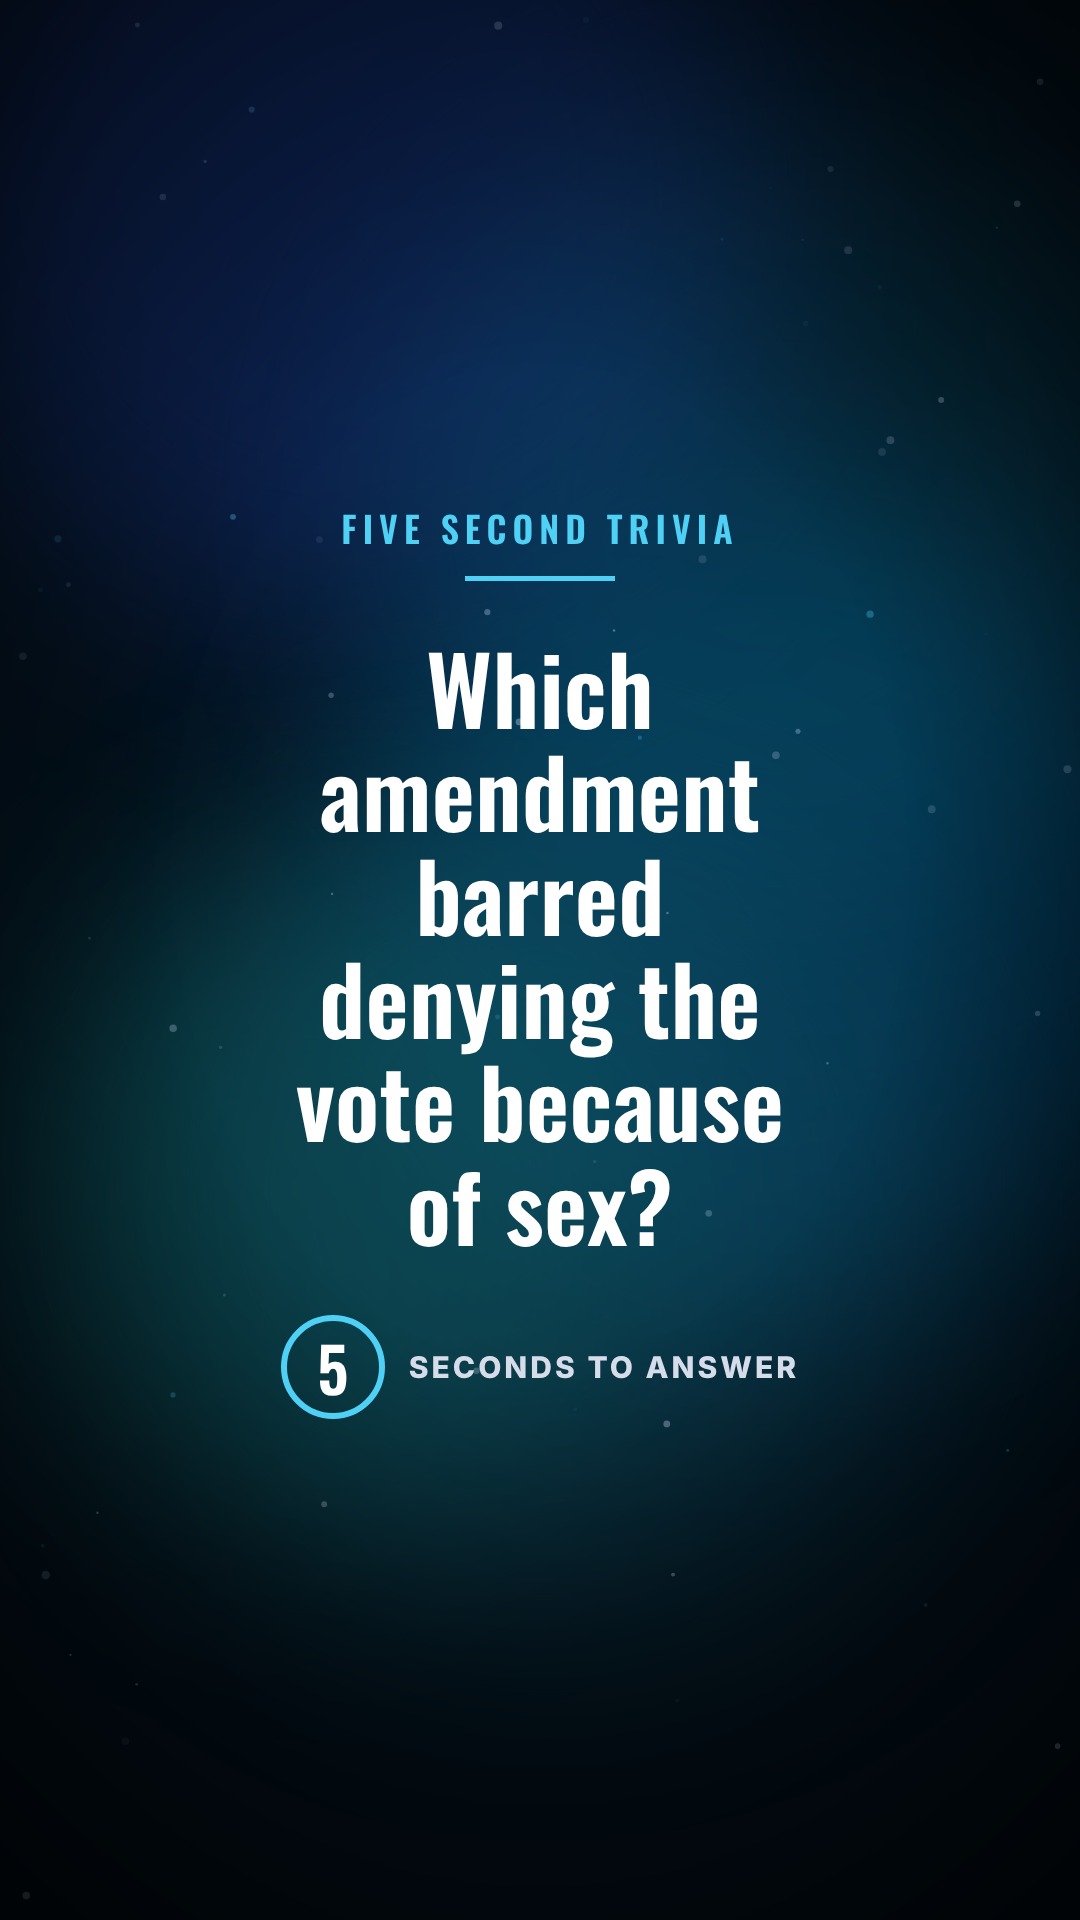 FIVE SECOND TRIVIA
Which
amendment
barred
denying the
vote because
of sex?
5 SECONDS TO ANSWER